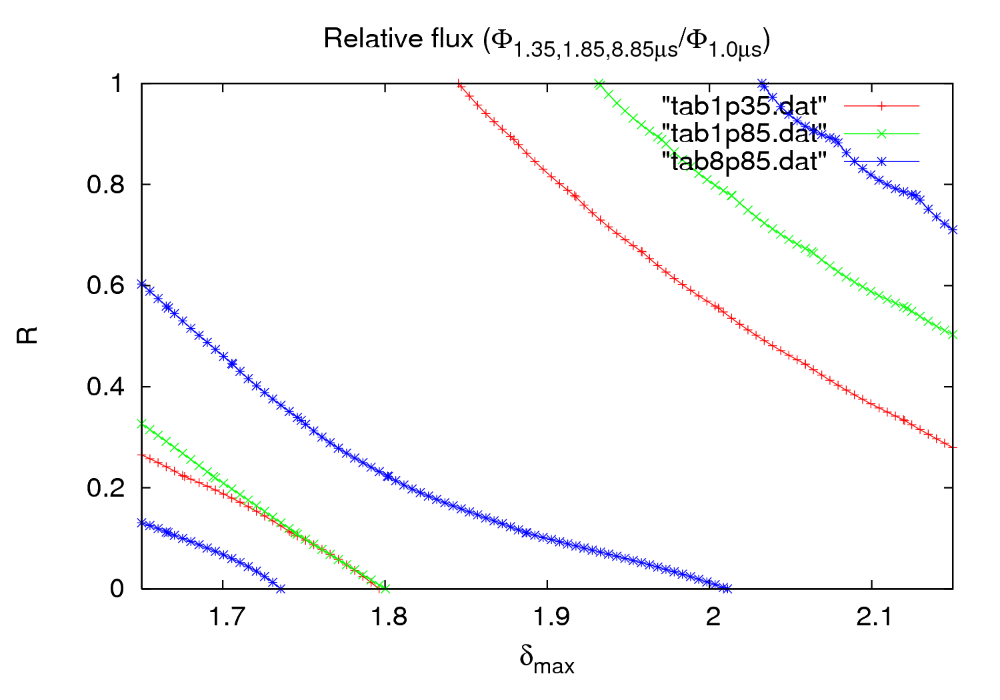 Relative flux (Φ1.35,1.85,8.85μs/Φ1.0μs)
1
"tab1p35.dat"
"tab1p85.dat"
"tab8p85.dat"
0.8
0.6
R
0.4
0.2
0
1.7 1.8 1.9 2 2.1
δmax